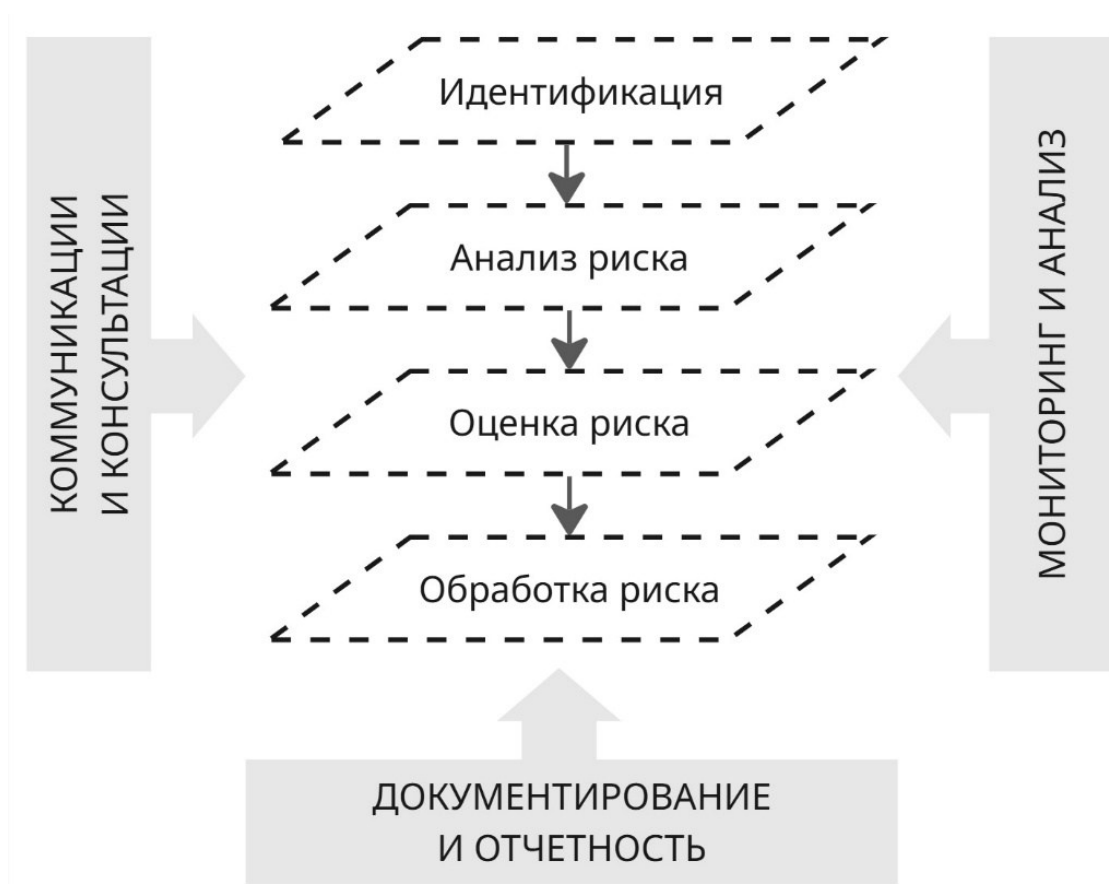 КОММУНИКАЦИИ
И КОНСУЛЬТАЦИИ
Идентификация
Анализ риска
Оценка риска
Обработка риска
МОНИТОРИНГ И АНАЛИЗ
ДОКУМЕНТИРОВАНИЕ
И ОТЧЕТНОСТЬ